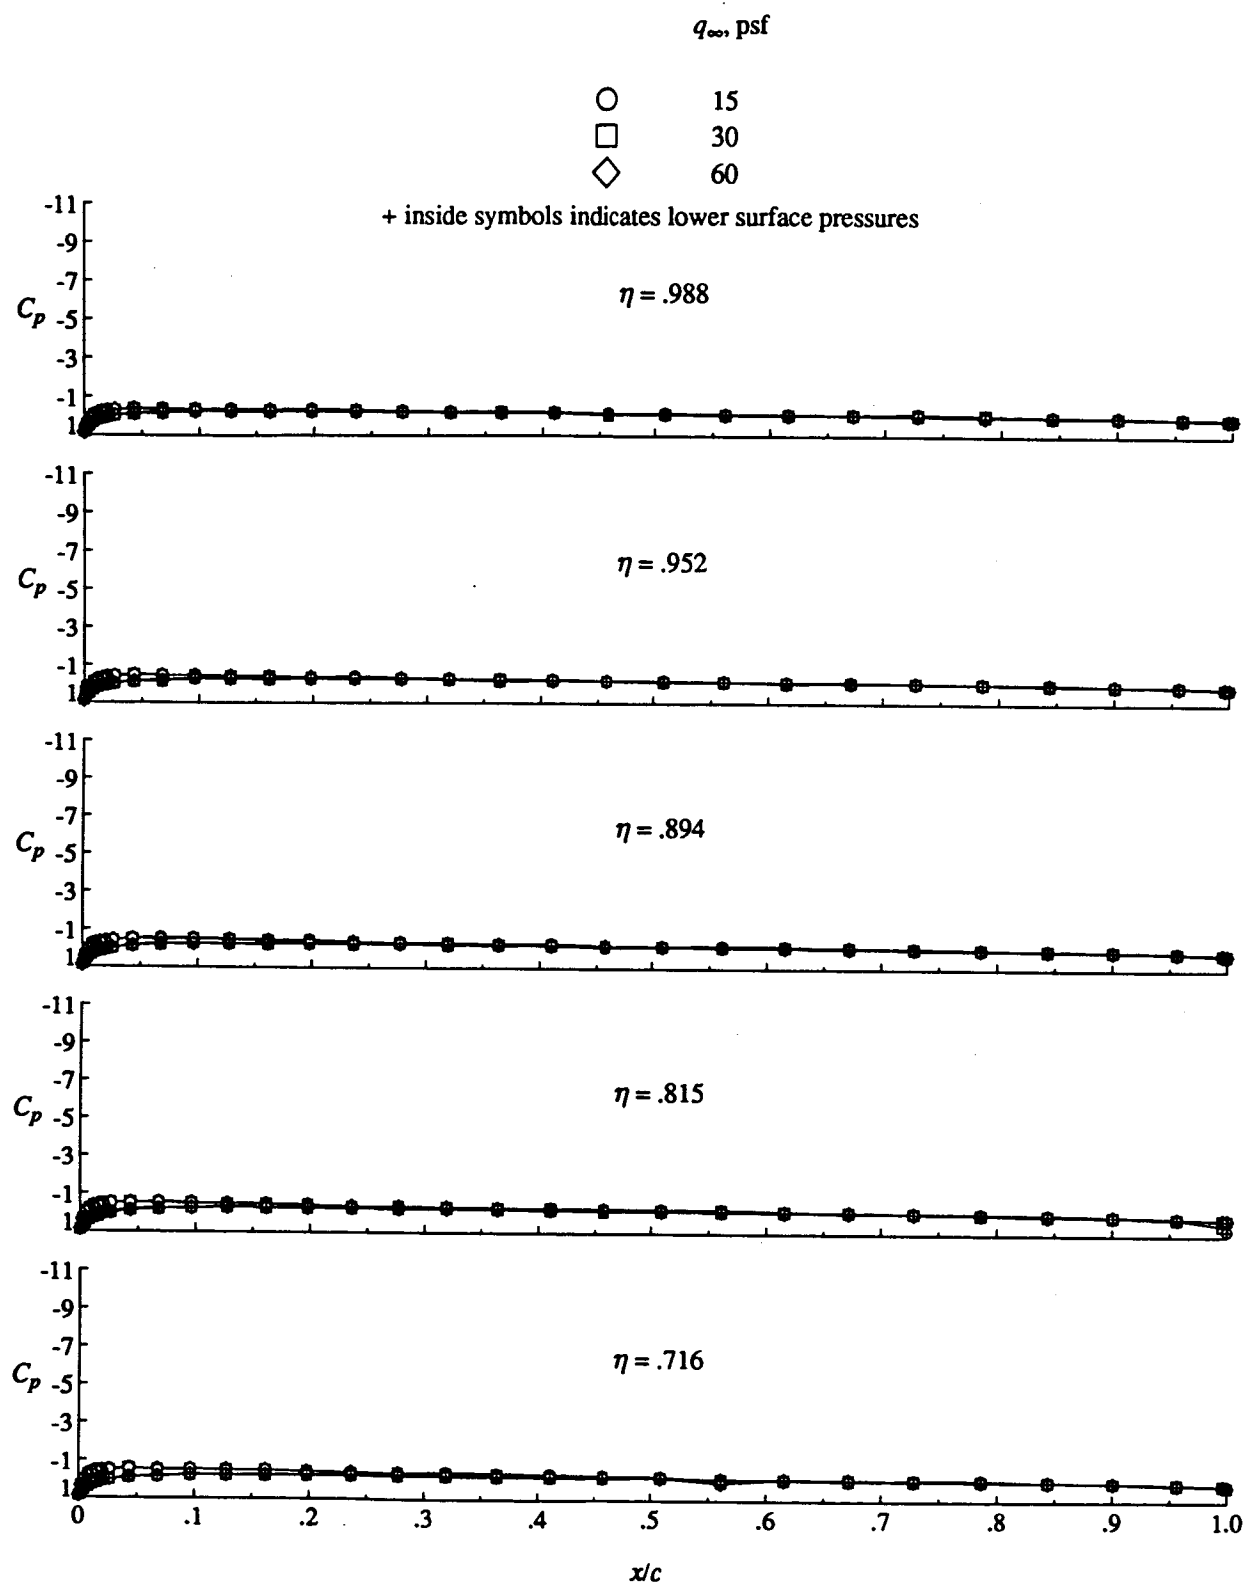 q∞, psf
15
30
60
+ inside symbols indicates lower surface pressures
-11
-9
-7
Cp -5
-3
-1
1
η = .988
-11
-9
-7
Cp -5
-3
-1
1
η = .952
-11
-9
-7
Cp -5
-3
-1
1
η = .894
-11
-9
-7
Cp -5
-3
-1
1
η = .815
-11
-9
-7
Cp -5
-3
-1
1
η = .716
0 .1 .2 .3 .4 .5 .6 .7 .8 .9 1.0
x/c